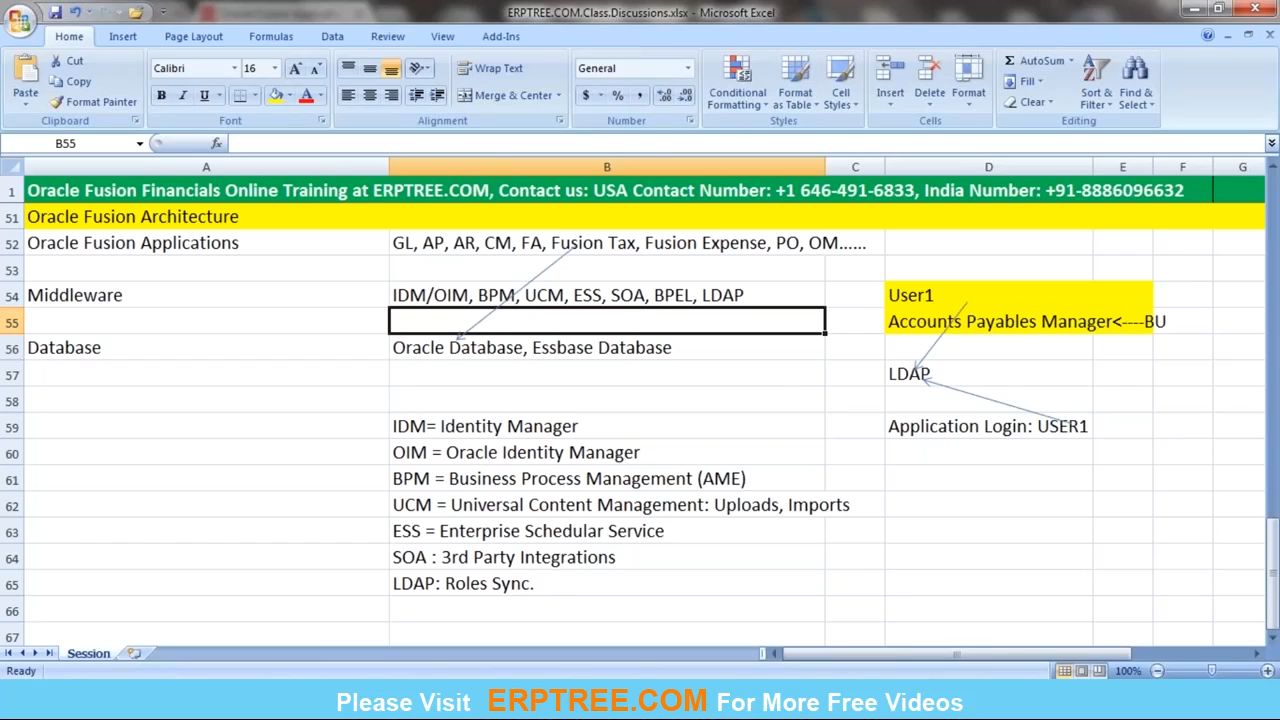 ERPTREE.COM.Class.Discussions.xlsx - Microsoft Excel
Home Insert Page Layout Formulas Data Review View Add-Ins
Paste Cut Copy Format Painter Clipboard
Calibri 16 B I U A A A Font
Wrap Text Merge & Center Alignment
General $ % , Number
Conditional Formatting Format as Table Cell Styles Styles
Insert Delete Format Cells
Σ AutoSum Fill Clear Sort & Filter Find & Select Editing
B55 fx
A B C D E F G
1 Oracle Fusion Financials Online Training at ERPTREE.COM, Contact us: USA Contact Number: +1 646-491-6833, India Number: +91-8886096632
51 Oracle Fusion Architecture
52 Oracle Fusion Applications GL, AP, AR, CM, FA, Fusion Tax, Fusion Expense, PO, OM......
53
54 Middleware IDM/OIM, BPM, UCM, ESS, SOA, BPEL, LDAP User1
55 Accounts Payables Manager<----BU
56 Database Oracle Database, Essbase Database
57 LDAP
58
59 IDM= Identity Manager Application Login: USER1
60 OIM = Oracle Identity Manager
61 BPM = Business Process Management (AME)
62 UCM = Universal Content Management: Uploads, Imports
63 ESS = Enterprise Schedular Service
64 SOA : 3rd Party Integrations
65 LDAP: Roles Sync.
66
67
Session
Ready 100%
Please Visit ERPTREE.COM For More Free Videos